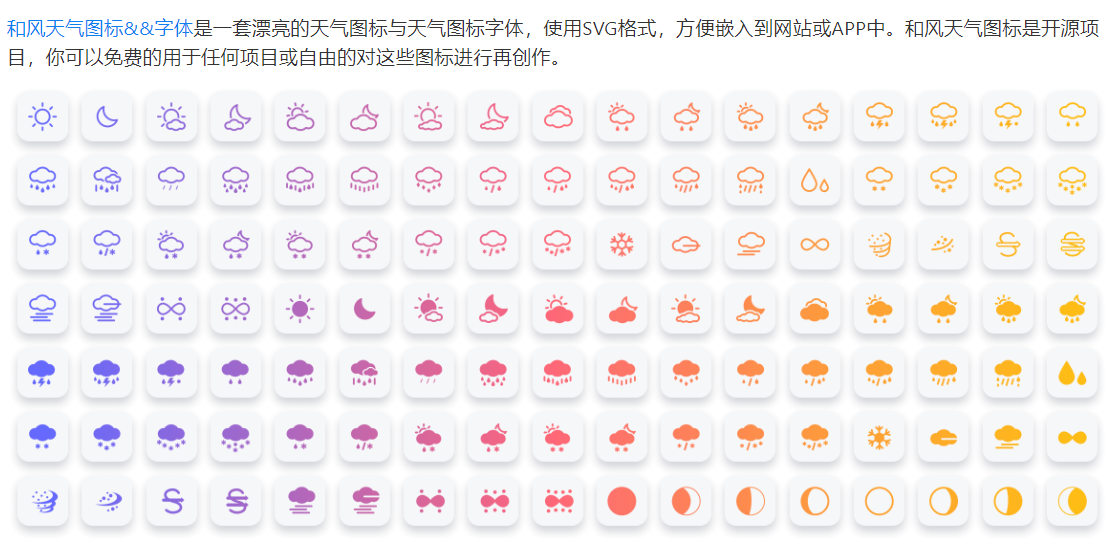 和风天气图标&&字体是一套漂亮的天气图标与天气图标字体，使用SVG格式，方便嵌入到网站或APP中。和风天气图标是开源项
目，你可以免费的用于任何项目或自由的对这些图标进行再创作。